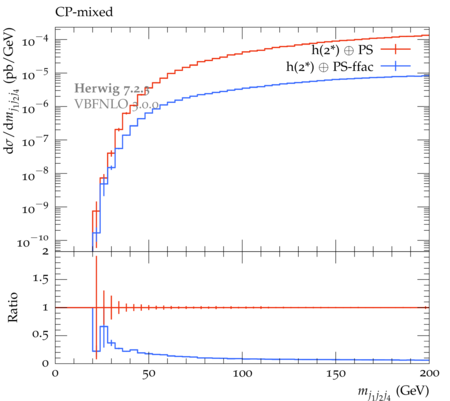 CP-mixed
10⁻⁴
10⁻⁵
10⁻⁶
10⁻⁷
10⁻⁸
10⁻⁹
10⁻¹⁰
dσ/dm_{j₁j₂j₄} (pb/GeV)
h(2*) ⊕ PS
h(2*) ⊕ PS-ffac
Herwig 7.2.
VBFNLO 3.0.0
2
1.5
1
0.5
0
Ratio
0 50 100 150 200
m_{j₁j₂j₄} (GeV)